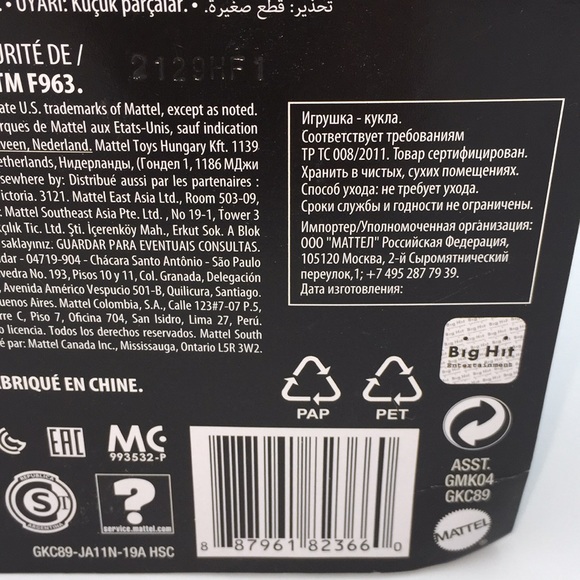 • UYARI: Küçük parçalar. • تحذير: قطع صغيرة.
URITÉ DE /
TM F963.
2129HF1
ate U.S. trademarks of Mattel, except as noted.
rques de Mattel aux Etats-Unis, sauf indication
veen, Nederland. Mattel Toys Hungary Kft. 1139
etherlands, Нидерланды, (Гондел 1, 1186 МДжи
sewhere by: Distribué aussi par les partenaires :
ictoria. 3121. Mattel East Asia Ltd., Room 503-09,
Mattel Southeast Asia Pte. Ltd., No 19-1, Tower 3
kçlik Tic. Ltd. Şti. İçerenköy Mah., Erkut Sok. A Blok
saklayınız. GUARDAR PARA EVENTUAIS CONSULTAS.
dar - 04719-904 - Chácara Santo Antônio - São Paulo
vedra No. 193, Pisos 10 y 11, Col. Granada, Delegación
, Avenida Américo Vespucio 501-B, Quilicura, Santiago.
uenos Aires. Mattel Colombia, S.A., Calle 123#7-07 P.5,
rre C, Piso 7, Oficina 704, San Isidro, Lima 27, Perú.
o licencia. Todos los derechos reservados. Mattel South
é par: Mattel Canada Inc., Mississauga, Ontario L5R 3W2.
Игрушка - кукла.
Соответствует требованиям
ТР ТС 008/2011. Товар сертифицирован.
Хранить в чистых, сухих помещениях.
Способ ухода: не требует ухода.
Сроки службы и годности не ограничены.
Импортер/Уполномоченная организация:
ООО "МАТТЕЛ" Российская Федерация,
105120 Москва, 2-й Сыромятнический
переулок,1; +7 495 287 79 39.
Дата изготовления:
Big Hit
Entertainment
BRIQUÉ EN CHINE.
PAP
PET
EAC
MC
993532-P
REPUBLICA
S
ARGENTINA
?
service.mattel.com
ASST.
GMK04
GKC89
MATTEL
GKC89-JA11N-19A HSC
8 87961 82366 0